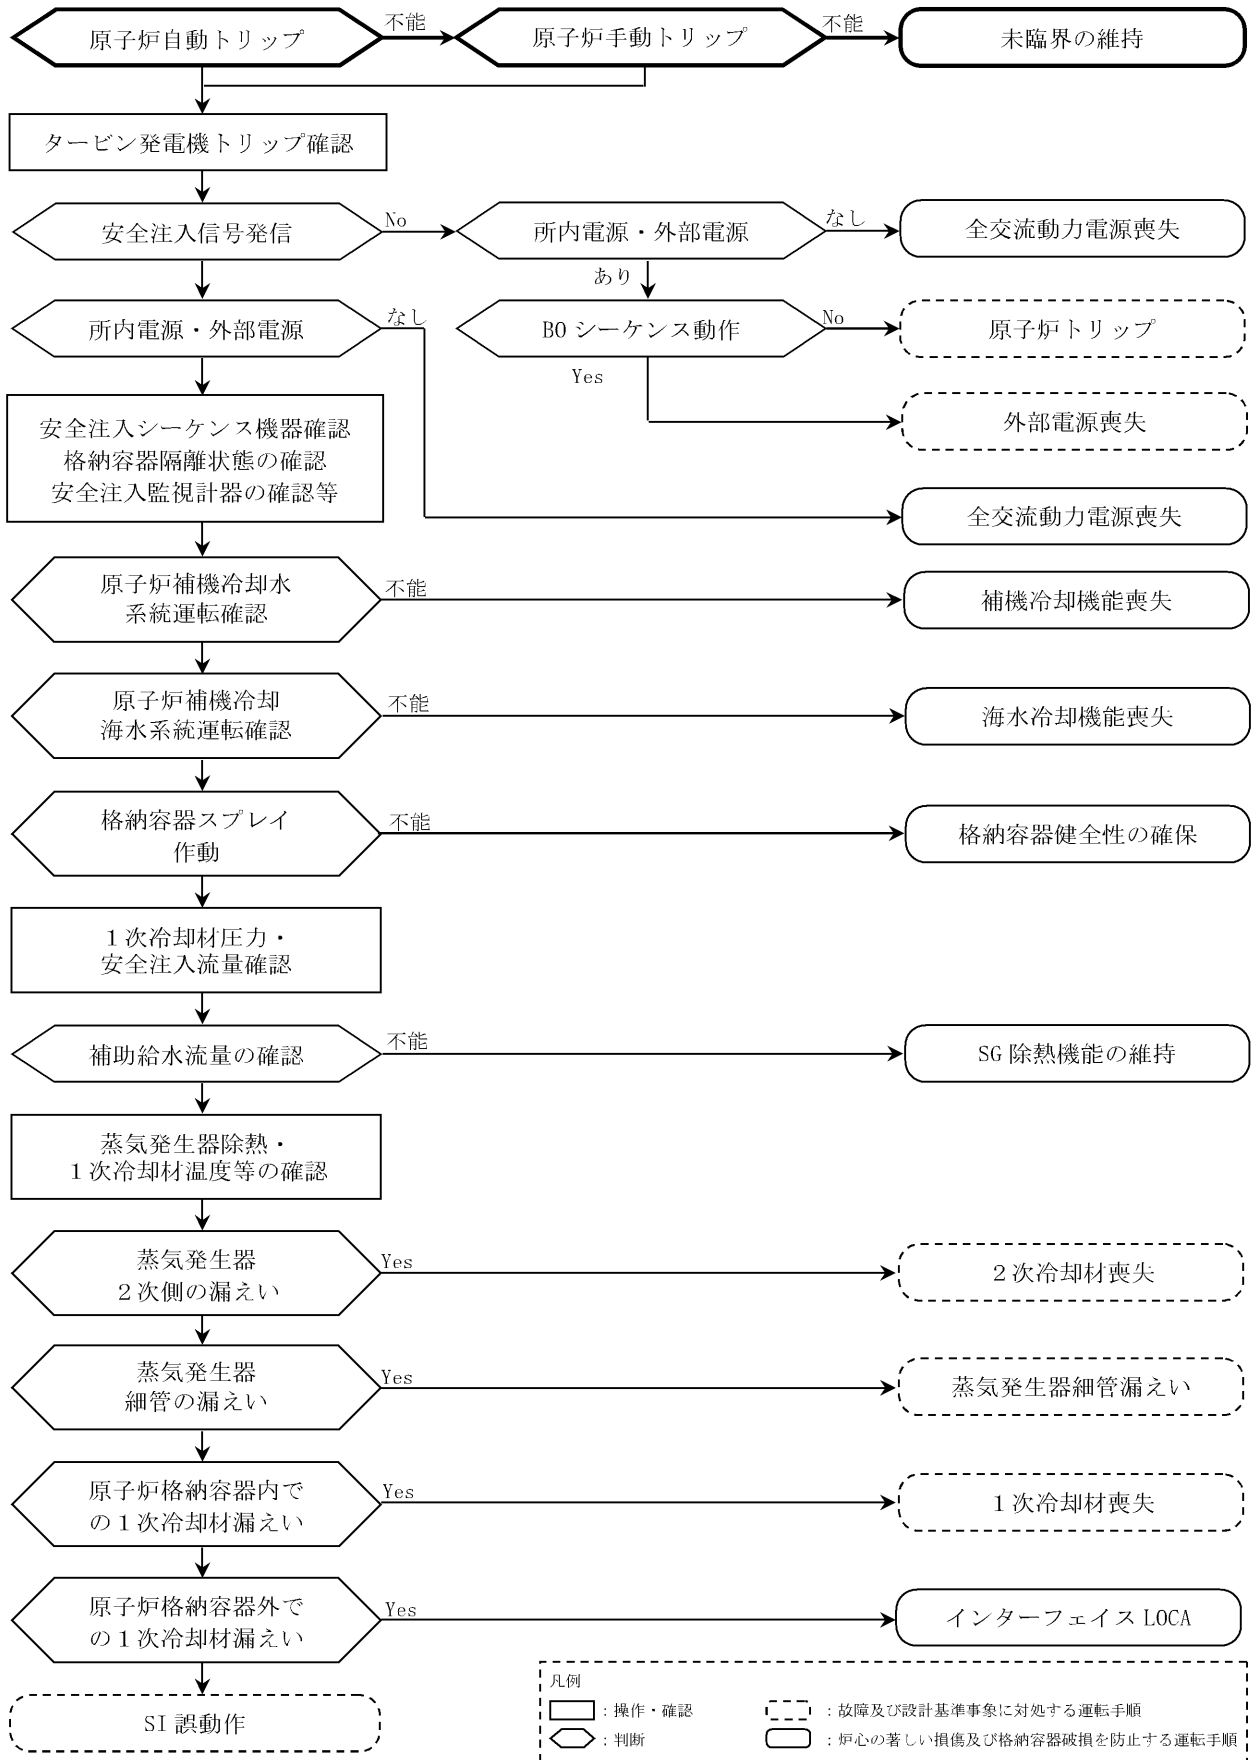 原子炉自動トリップ
不能
原子炉手動トリップ
不能
未臨界の維持
タービン発電機トリップ確認
安全注入信号発信
No
所内電源・外部電源
なし
全交流動力電源喪失
あり
所内電源・外部電源
なし
BOシーケンス動作
No
原子炉トリップ
Yes
外部電源喪失
安全注入シーケンス機器確認
格納容器隔離状態の確認
安全注入監視計器の確認等
全交流動力電源喪失
原子炉補機冷却水
系統運転確認
不能
補機冷却機能喪失
原子炉補機冷却
海水系統運転確認
不能
海水冷却機能喪失
格納容器スプレイ
作動
不能
格納容器健全性の確保
1次冷却材圧力・
安全注入流量確認
補助給水流量の確認
不能
SG除熱機能の維持
蒸気発生器除熱・
1次冷却材温度等の確認
蒸気発生器
2次側の漏えい
Yes
2次冷却材喪失
蒸気発生器
細管の漏えい
Yes
蒸気発生器細管漏えい
原子炉格納容器内で
の1次冷却材漏えい
Yes
1次冷却材喪失
原子炉格納容器外で
の1次冷却材漏えい
Yes
インターフェイスLOCA
SI誤動作
凡例
：操作・確認
：故障及び設計基準事象に対処する運転手順
：判断
：炉心の著しい損傷及び格納容器破損を防止する運転手順